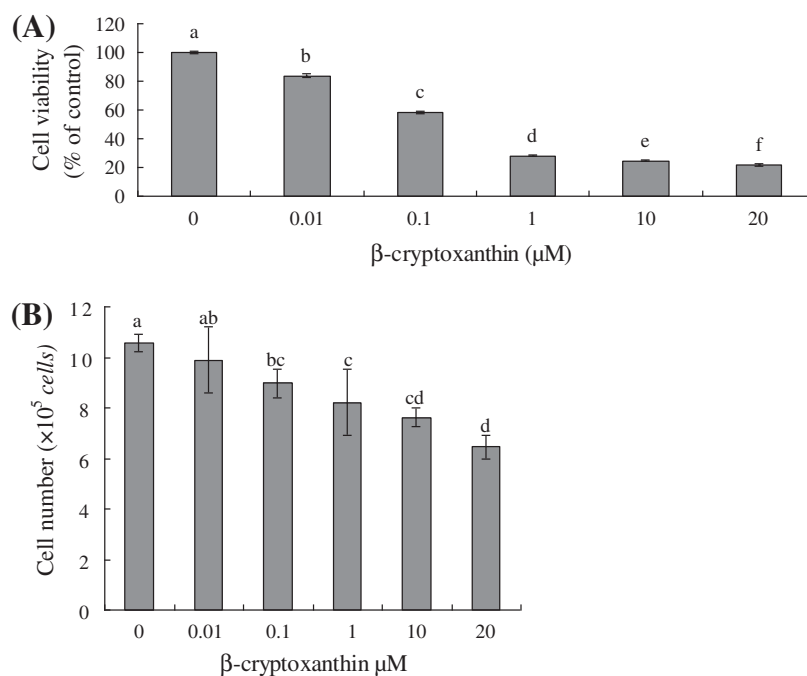 (A)
Cell viability
(% of control)
120
100
80
60
40
20
0
a
b
c
d
e
f
0 0.01 0.1 1 10 20
β-cryptoxanthin (μM)
(B)
Cell number (×10⁵ cells)
12
10
8
6
4
2
0
a
ab
bc
c
cd
d
0 0.01 0.1 1 10 20
β-cryptoxanthin μM